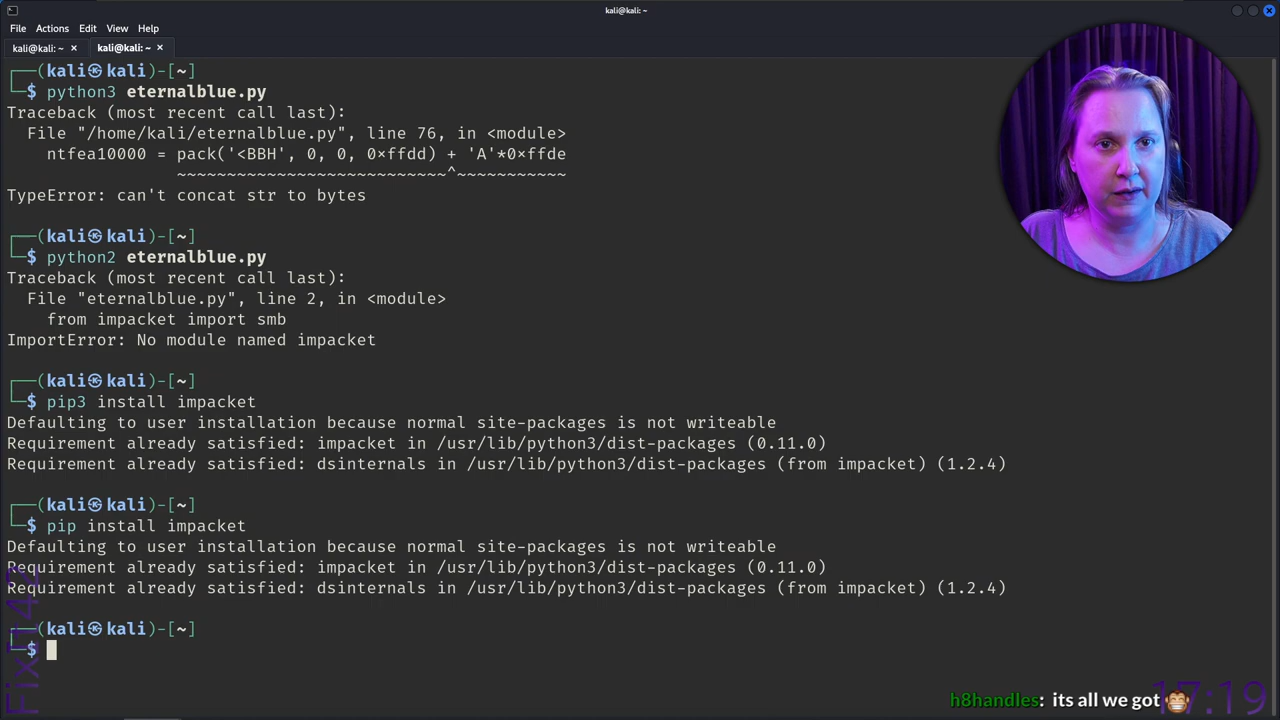 kali@kali: ~
File Actions Edit View Help
kali@kali: ~ × kali@kali: ~ ×
┌──(kali㉿kali)-[~]
└─$ python3 eternalblue.py
Traceback (most recent call last):
File "/home/kali/eternalblue.py", line 76, in <module>
ntfea10000 = pack('<BBH', 0, 0, 0×ffdd) + 'A'*0×ffde
~~~~~~~~~~~~~~~~~~~~~~~~~~~^~~~~~~~~~~~
TypeError: can't concat str to bytes
┌──(kali㉿kali)-[~]
└─$ python2 eternalblue.py
Traceback (most recent call last):
File "eternalblue.py", line 2, in <module>
from impacket import smb
ImportError: No module named impacket
┌──(kali㉿kali)-[~]
└─$ pip3 install impacket
Defaulting to user installation because normal site-packages is not writeable
Requirement already satisfied: impacket in /usr/lib/python3/dist-packages (0.11.0)
Requirement already satisfied: dsinternals in /usr/lib/python3/dist-packages (from impacket) (1.2.4)
┌──(kali㉿kali)-[~]
└─$ pip install impacket
Defaulting to user installation because normal site-packages is not writeable
Requirement already satisfied: impacket in /usr/lib/python3/dist-packages (0.11.0)
Requirement already satisfied: dsinternals in /usr/lib/python3/dist-packages (from impacket) (1.2.4)
┌──(kali㉿kali)-[~]
└─$
h8handles: its all we got
17:19